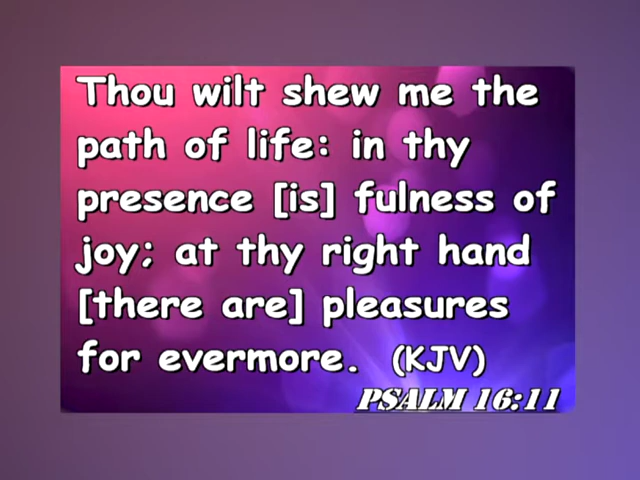 Thou wilt shew me the
path of life: in thy
presence [is] fulness of
joy; at thy right hand
[there are] pleasures
for evermore. (KJV)
PSALM 16:11